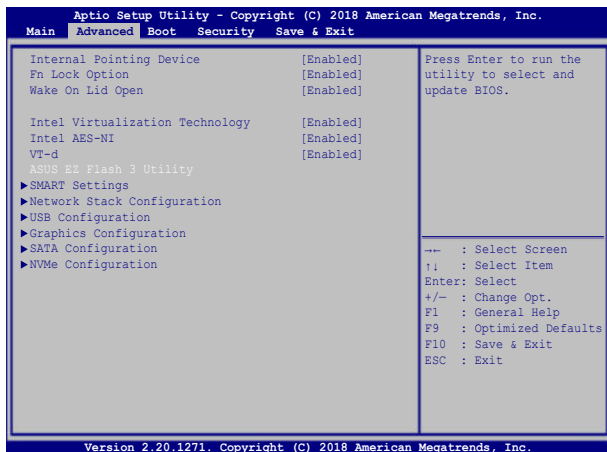 Aptio Setup Utility - Copyright (C) 2018 American Megatrends, Inc.
Main Advanced Boot Security Save & Exit
Internal Pointing Device [Enabled]
Fn Lock Option [Enabled]
Wake On Lid Open [Enabled]
Intel Virtualization Technology [Enabled]
Intel AES-NI [Enabled]
VT-d [Enabled]
ASUS EZ Flash 3 Utility
SMART Settings
Network Stack Configuration
USB Configuration
Graphics Configuration
SATA Configuration
NVMe Configuration
Press Enter to run the
utility to select and
update BIOS.
→← : Select Screen
↑↓ : Select Item
Enter: Select
+/— : Change Opt.
F1 : General Help
F9 : Optimized Defaults
F10 : Save & Exit
ESC : Exit
Version 2.20.1271. Copyright (C) 2018 American Megatrends, Inc.